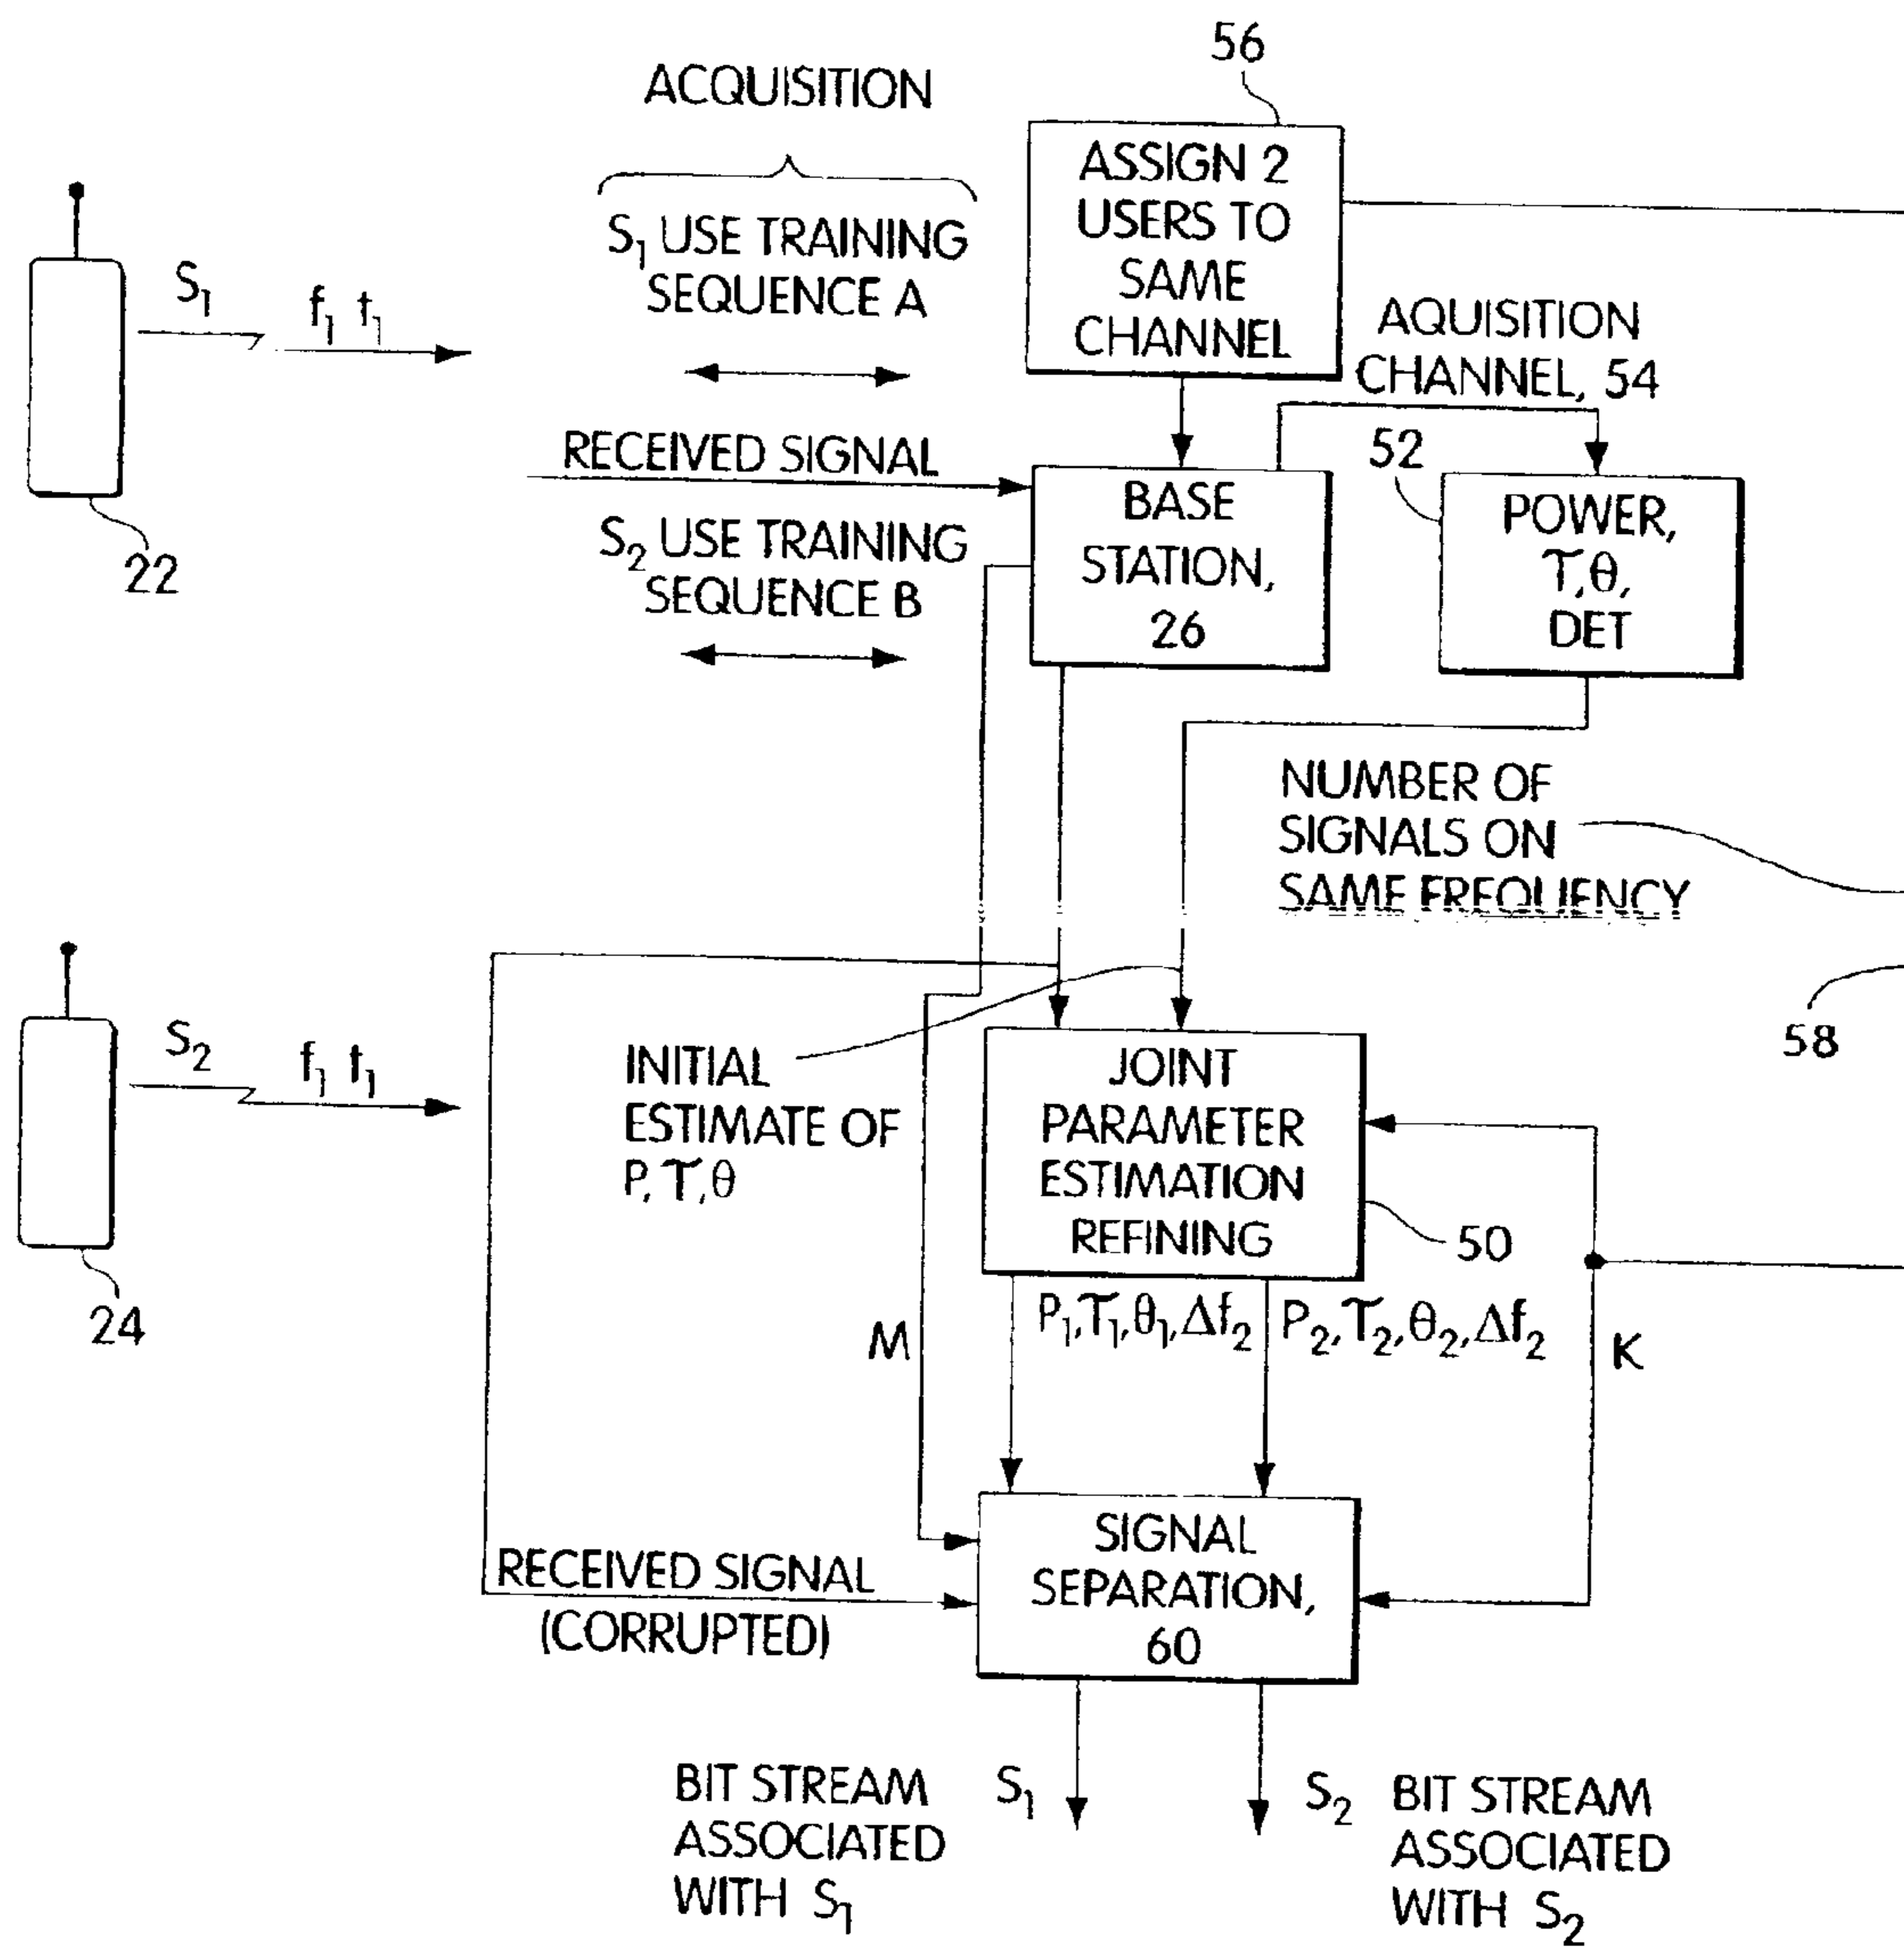 56
ACQUISITION
ASSIGN 2
USERS TO
SAME
CHANNEL
S₁ USE TRAINING
SEQUENCE A
S₁
f₁ t₁
AQUISITION
CHANNEL, 54
RECEIVED SIGNAL
52
BASE
STATION,
26
POWER,
τ,θ,
DET
S₂ USE TRAINING
SEQUENCE B
22
NUMBER OF
SIGNALS ON
SAME FREQUENCY
58
S₂
f₁ t₁
INITIAL
ESTIMATE OF
P, τ,θ
JOINT
PARAMETER
ESTIMATION
REFINING
50
24
M
P₁,τ₁,θ₁,Δf₂
P₂,τ₂,θ₂,Δf₂
K
RECEIVED SIGNAL
(CORRUPTED)
SIGNAL
SEPARATION,
60
BIT STREAM
ASSOCIATED
WITH S₁
S₁
S₂
BIT STREAM
ASSOCIATED
WITH S₂